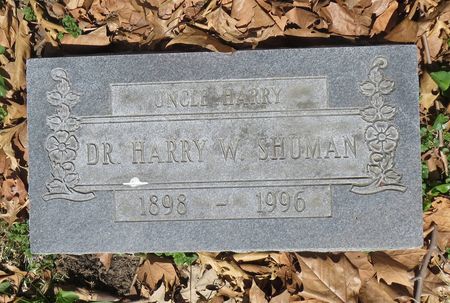 UNCLE HARRY
DR. HARRY W. SHUMAN
1898 - 1996